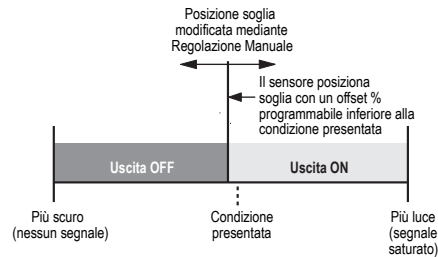 Posizione soglia
modificata mediante
Regolazione Manuale
Il sensore posiziona
soglia con un offset %
programmabile inferiore alla
condizione presentata
Uscita OFF
Uscita ON
Più scuro
(nessun segnale)
Condizione
presentata
Più luce
(segnale
saturato)